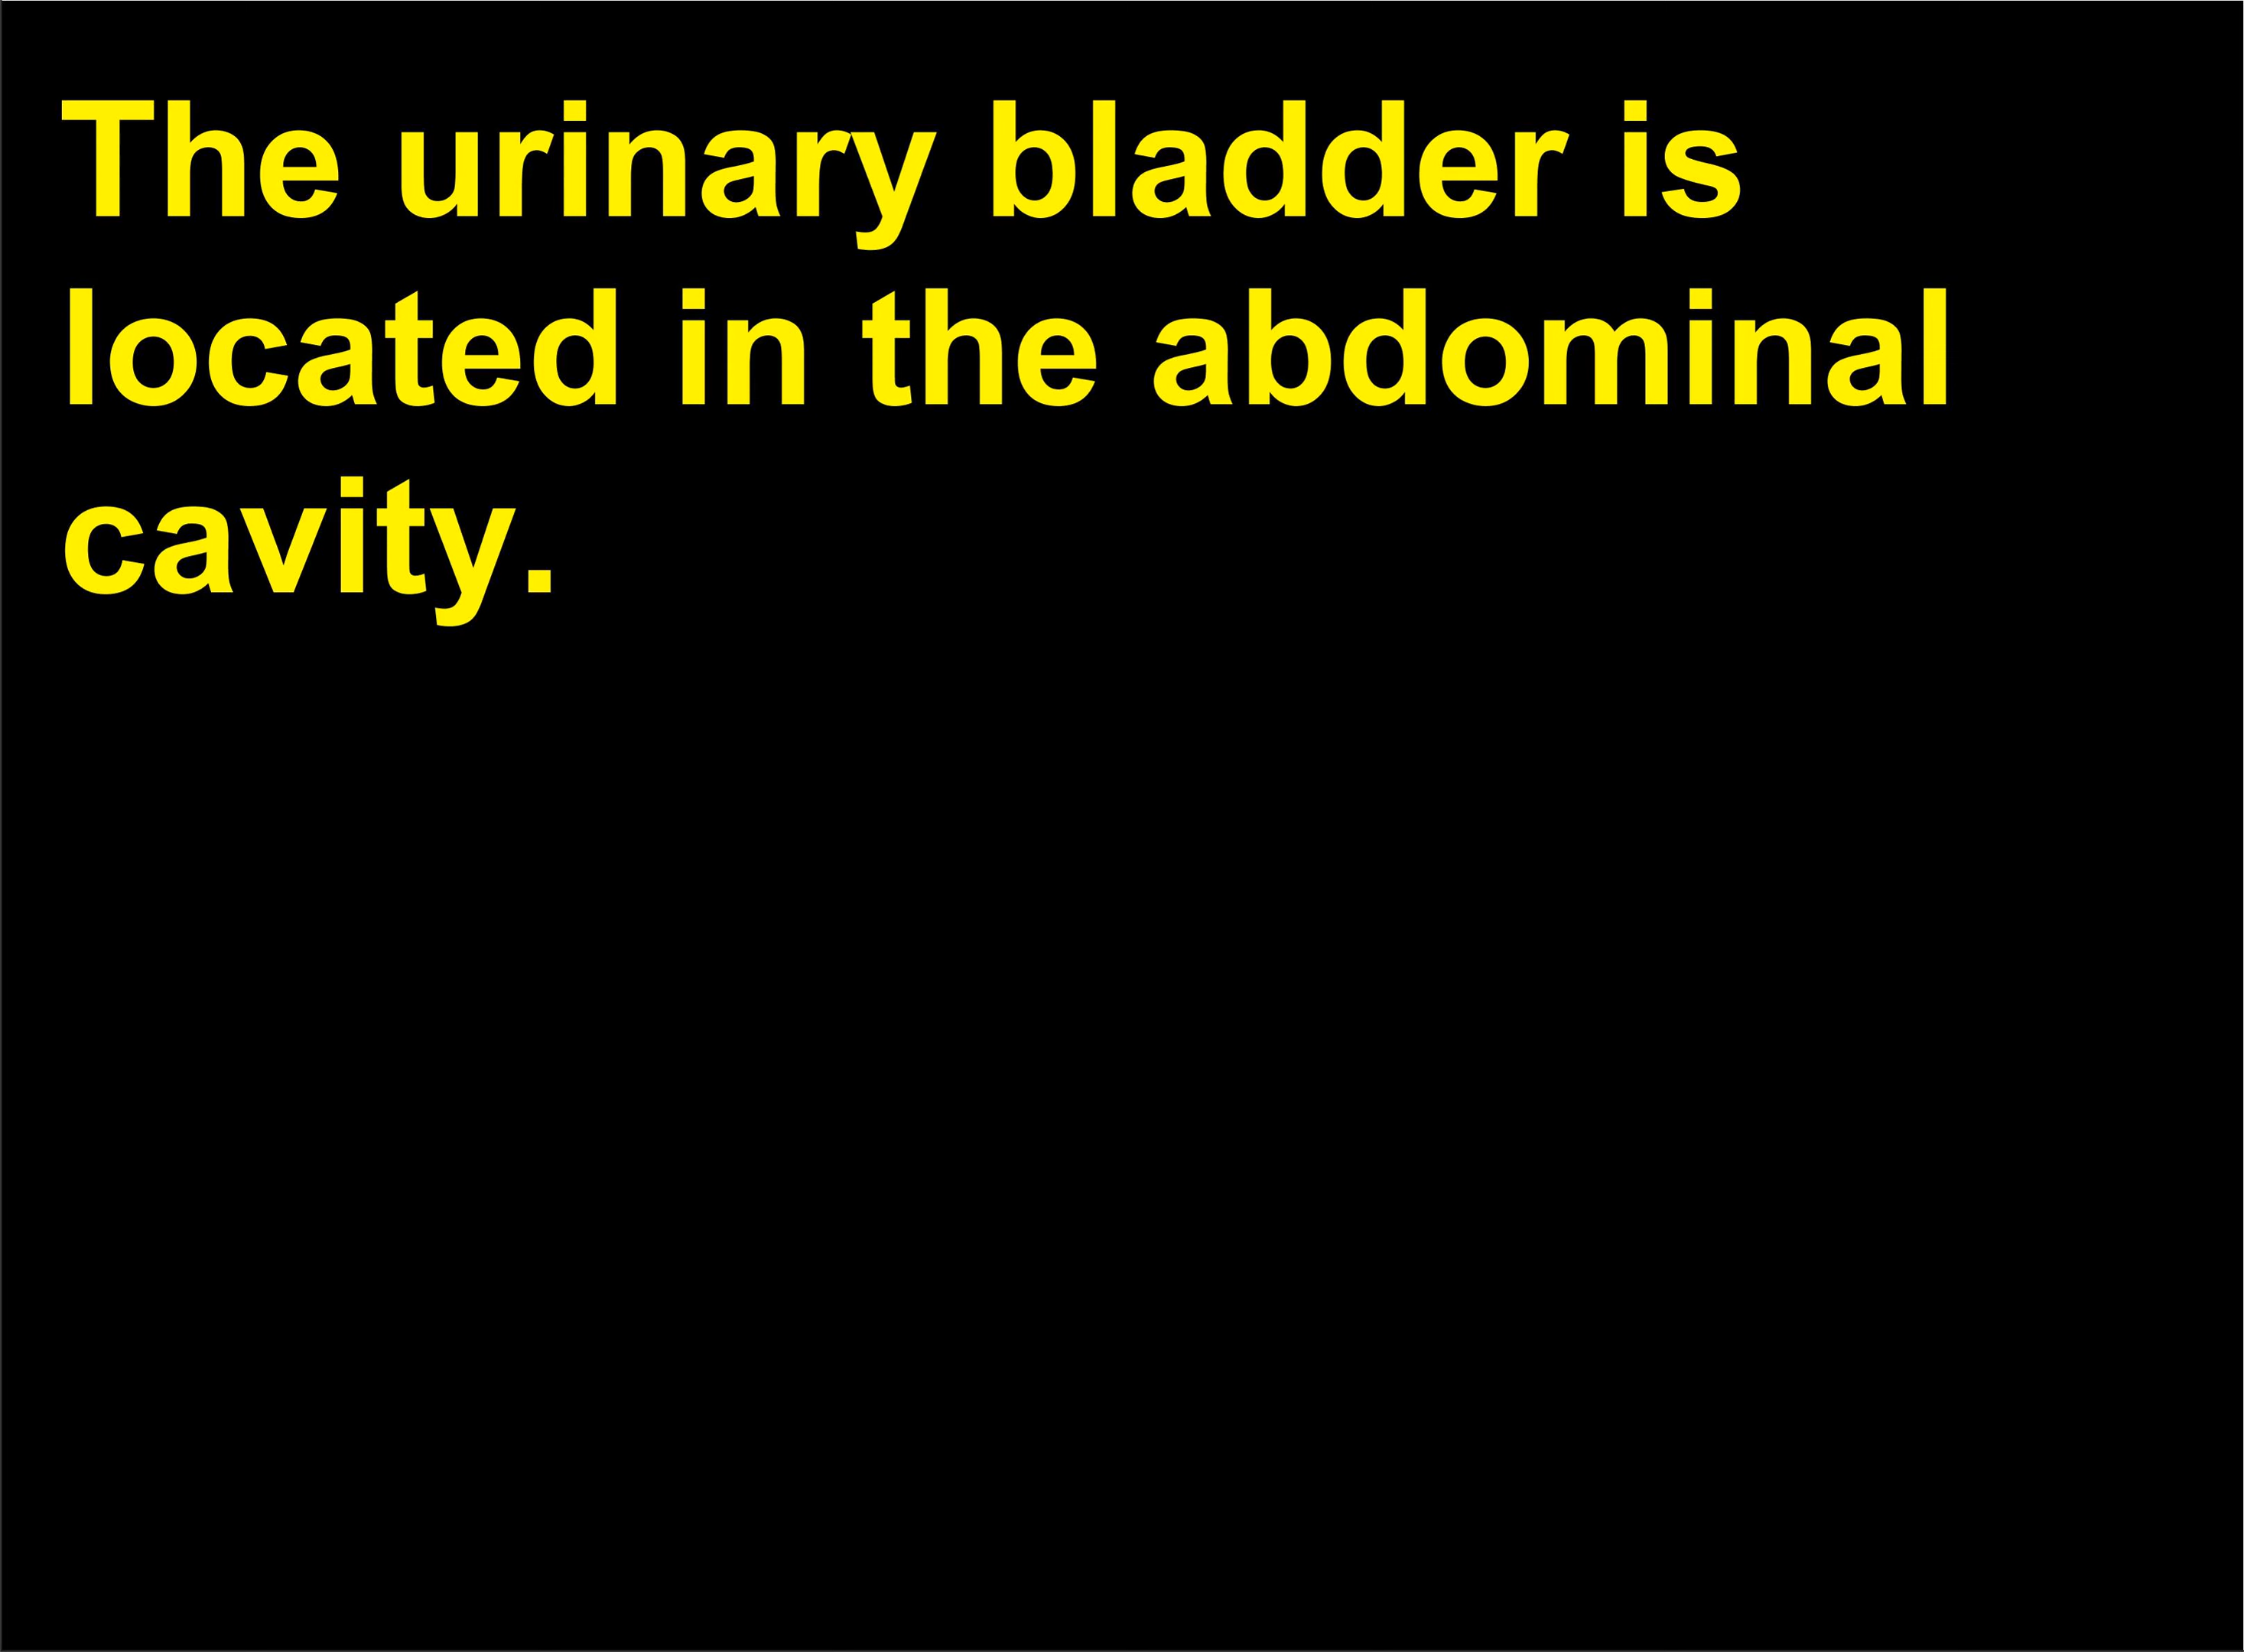 The urinary bladder is
located in the abdominal
cavity.